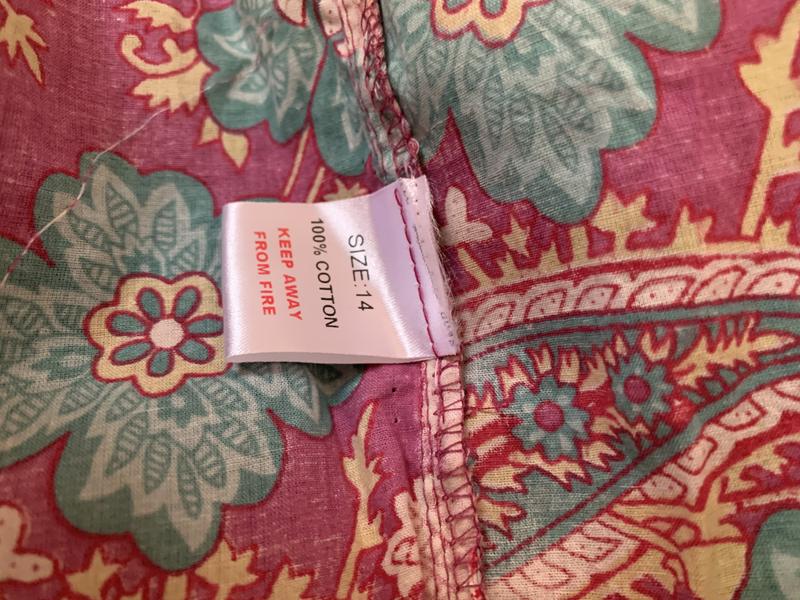 SIZE:14
100% COTTON
KEEP AWAY
FROM FIRE